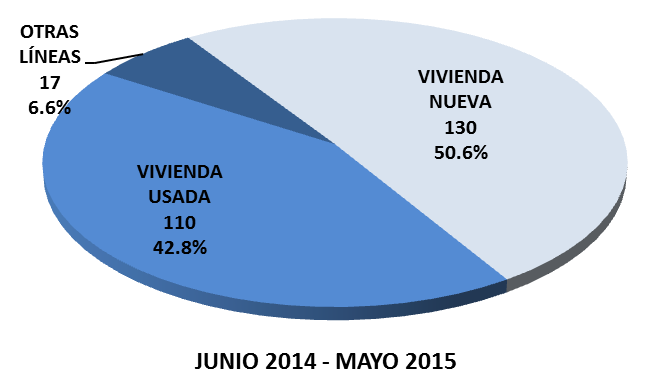 OTRAS
LÍNEAS
17
6.6%
VIVIENDA
NUEVA
130
50.6%
VIVIENDA
USADA
110
42.8%
JUNIO 2014 - MAYO 2015